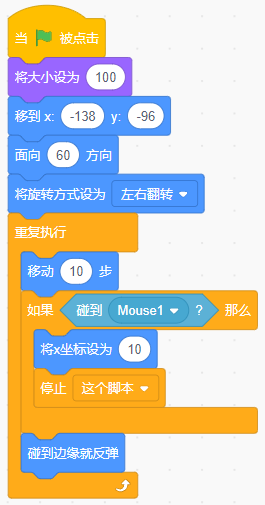 当 被点击
将大小设为 100
移到 x: -138 y: -96
面向 60 方向
将旋转方式设为 左右翻转
重复执行
移动 10 步
如果 碰到 Mouse1 ? 那么
将x坐标设为 10
停止 这个脚本
碰到边缘就反弹